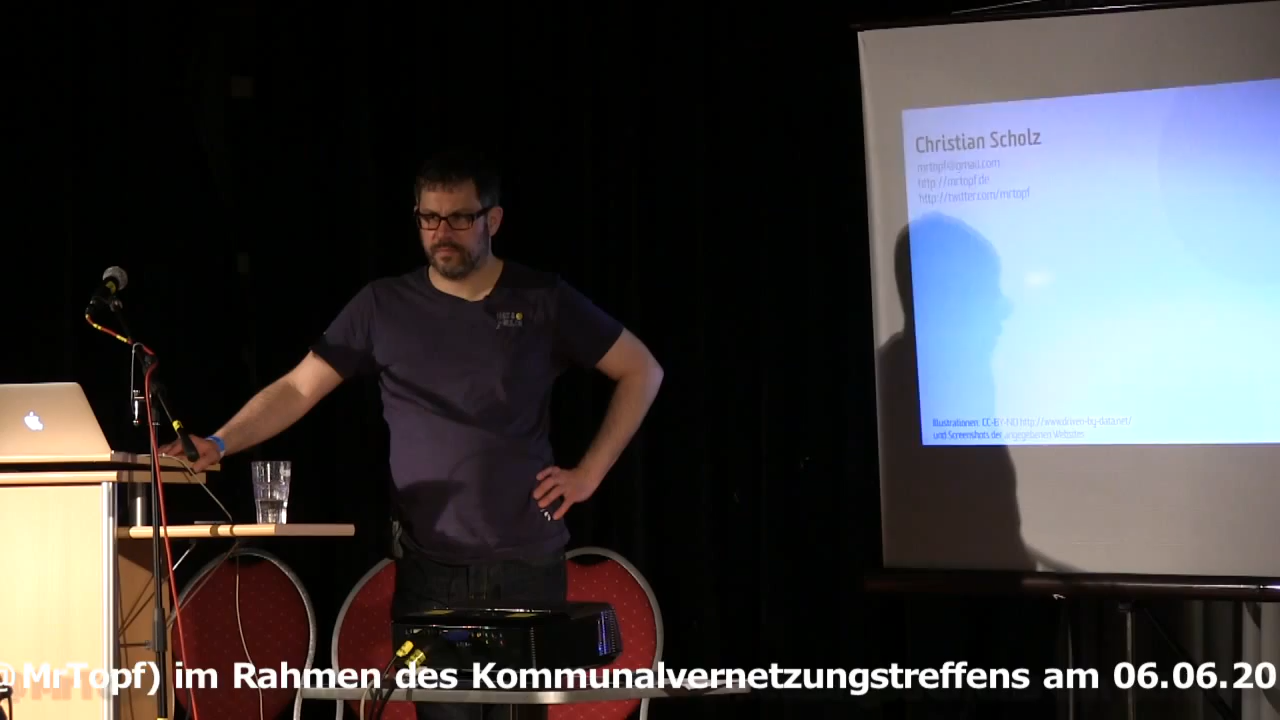 Christian Scholz
mrtopf@gmail.com
http://mrtopf.de
http://twitter.com/mrtopf
Illustrationen: CC-BY-ND http://www.driven-by-data.net/
und Screenshots der angegebenen Websites
@MrTopf) im Rahmen des Kommunalvernetzungstreffens am 06.06.20